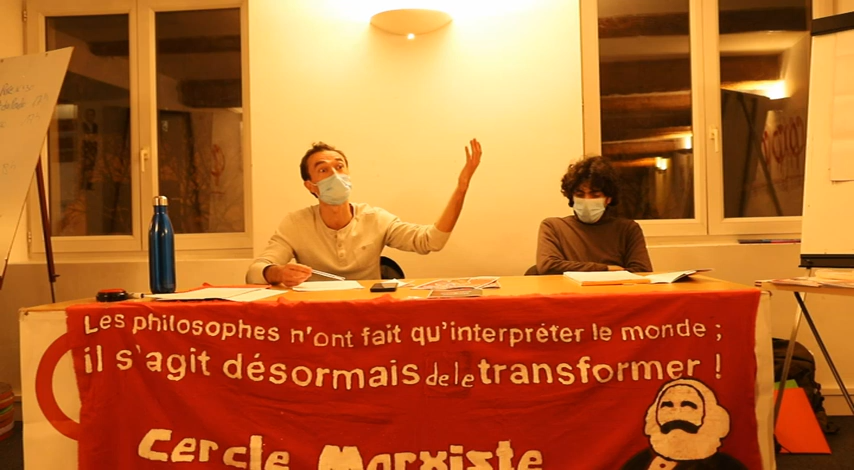 Les philosophes n'ont fait qu'interpréter le monde ;
il s'agit désormais de le transformer !
Cercle Marxiste